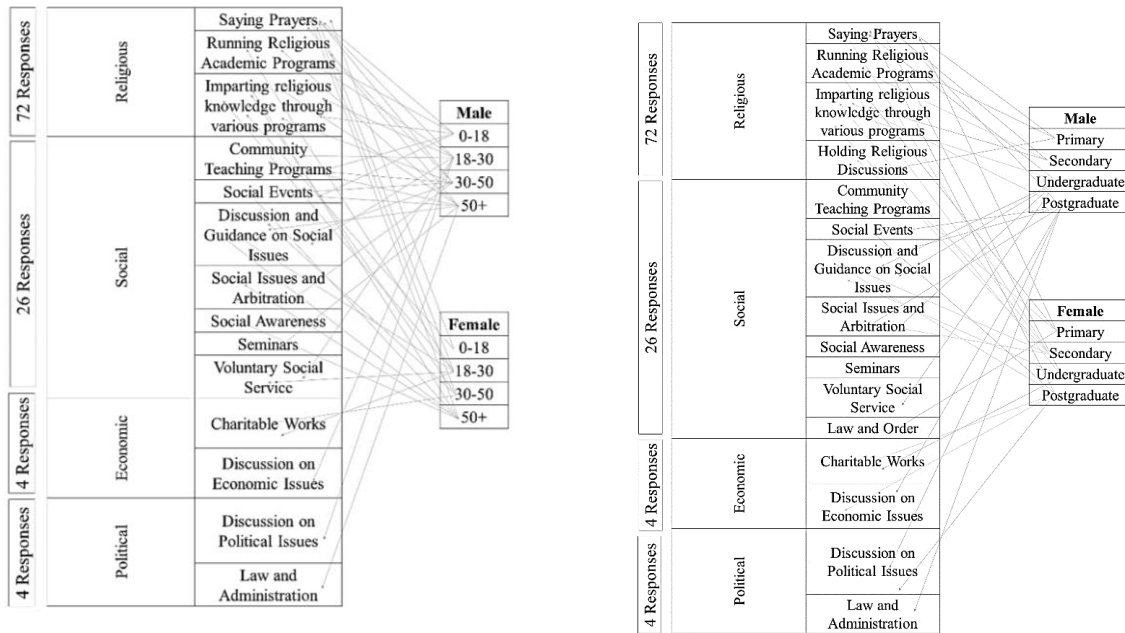 72 Responses
Religious
Saying Prayers
Running Religious
Academic Programs
Imparting religious
knowledge through
various programs
26 Responses
Social
Community
Teaching Programs
Social Events
Discussion and
Guidance on Social
Issues
Social Issues and
Arbitration
Social Awareness
Seminars
Voluntary Social
Service
4 Responses
Economic
Charitable Works
Discussion on
Economic Issues
4 Responses
Political
Discussion on
Political Issues
Law and
Administration
Male
0-18
18-30
30-50
50+
Female
0-18
18-30
30-50
50+
72 Responses
Religious
Saying Prayers
Running Religious
Academic Programs
Imparting religious
knowledge through
various programs
Holding Religious
Discussions
26 Responses
Social
Community
Teaching Programs
Social Events
Discussion and
Guidance on Social
Issues
Social Issues and
Arbitration
Social Awareness
Seminars
Voluntary Social
Service
Law and Order
4 Responses
Economic
Charitable Works
Discussion on
Economic Issues
4 Responses
Political
Discussion on
Political Issues
Law and
Administration
Male
Primary
Secondary
Undergraduate
Postgraduate
Female
Primary
Secondary
Undergraduate
Postgraduate